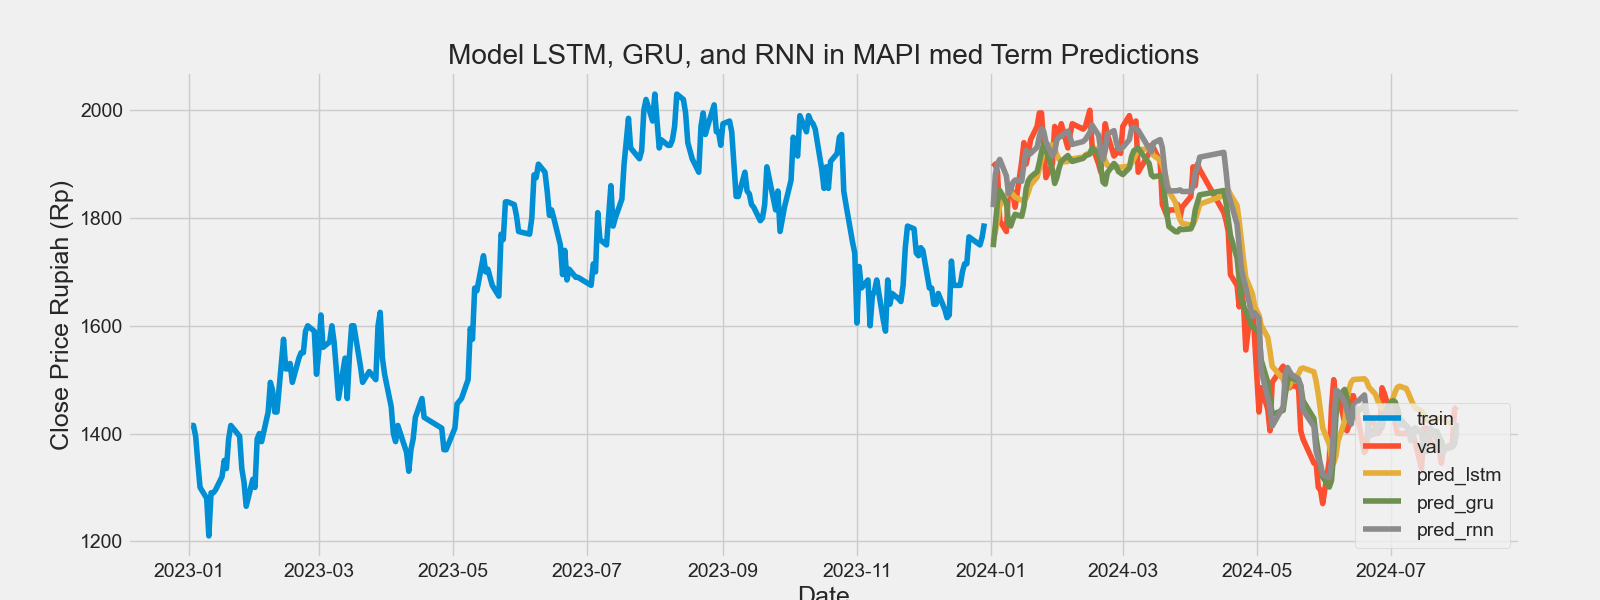 Model LSTM, GRU, and RNN in MAPI med Term Predictions
Close Price Rupiah (Rp)
2000
1800
1600
1400
1200
train
val
pred_lstm
pred_gru
pred_rnn
2023-01 2023-03 2023-05 2023-07 2023-09 2023-11 2024-01 2024-03 2024-05 2024-07
Date